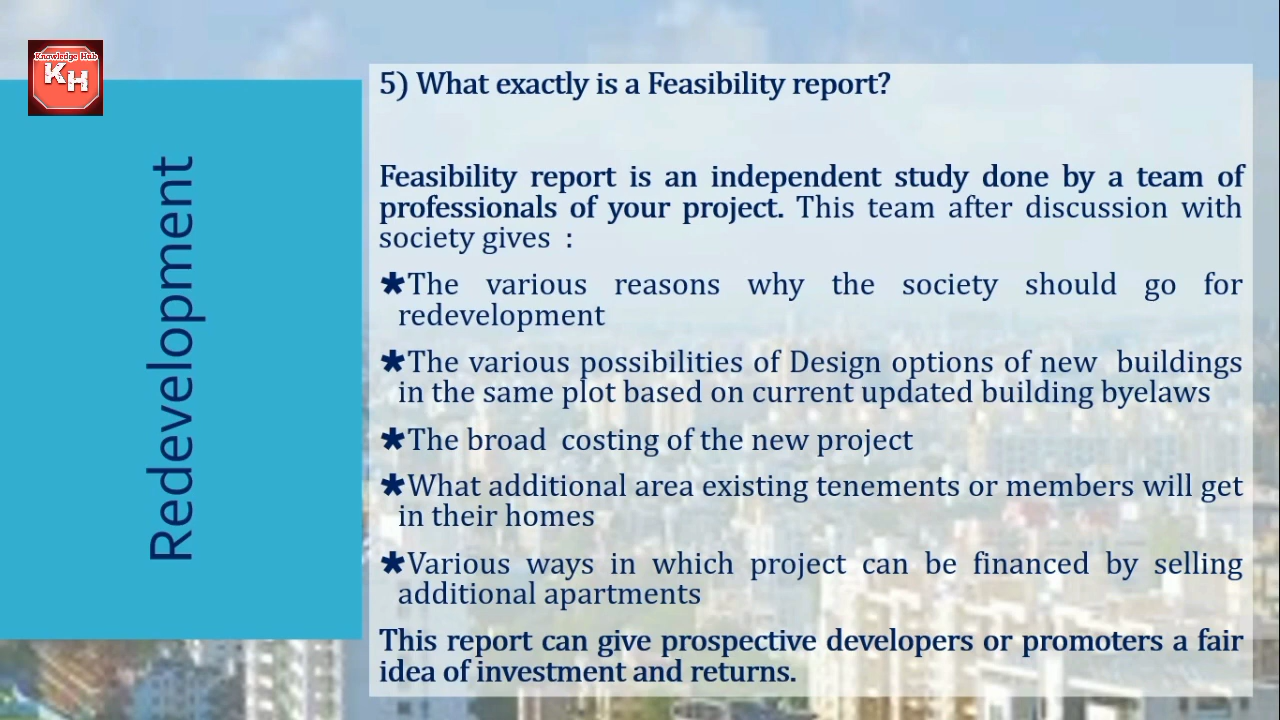 Knowledge Hub
KH
Redevelopment
5) What exactly is a Feasibility report?
Feasibility report is an independent study done by a team of
professionals of your project. This team after discussion with
society gives  :
*The various reasons why the society should go for
redevelopment
*The various possibilities of Design options of new  buildings
in the same plot based on current updated building byelaws
*The broad  costing of the new project
*What additional area existing tenements or members will get
in their homes
*Various ways in which project can be financed by selling
additional apartments
This report can give prospective developers or promoters a fair
idea of investment and returns.